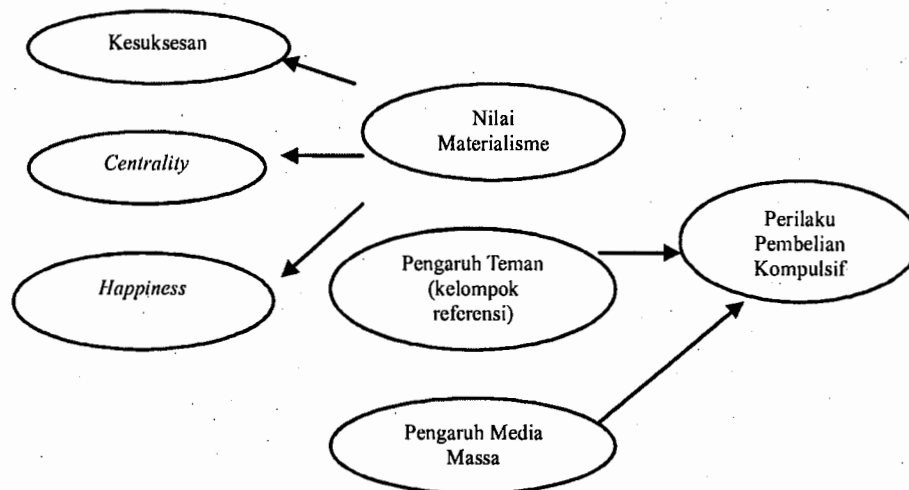 Kesuksesan
Nilai
Materialisme
Centrality
Perilaku
Pembelian
Kompulsif
Pengaruh Teman
(kelompok
referensi)
Happiness
Pengaruh Media
Massa